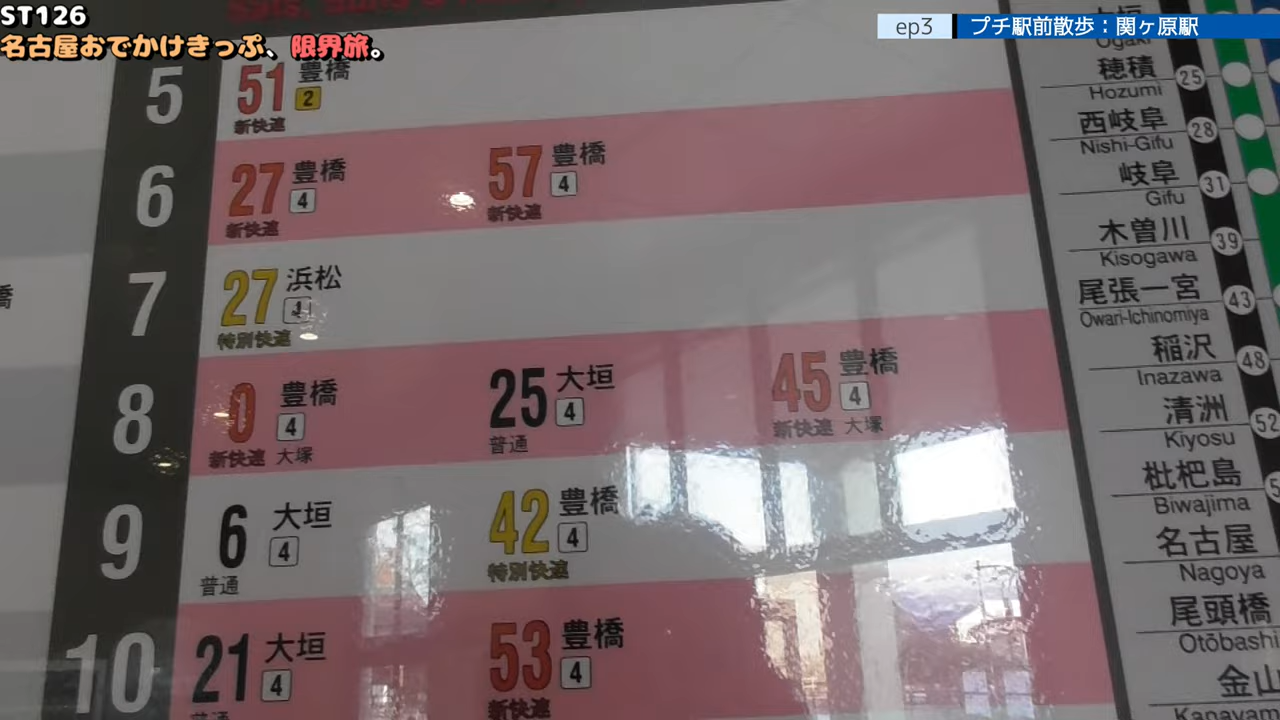 ST126
名古屋おでかけきっぷ、限界旅。
ep3
プチ駅前散歩：関ヶ原駅
5
51 豊橋
2
新快速
6
27 豊橋
4
新快速
57 豊橋
4
新快速
7
27 浜松
特別快速
8
0 豊橋
4
新快速 大塚
25 大垣
4
普通
45 豊橋
4
新快速 大塚
9
6 大垣
4
普通
42 豊橋
4
特別快速
10
21 大垣
4
普通
53 豊橋
4
新快速
Ogaki
穂積
Hozumi
25
西岐阜
Nishi-Gifu
28
岐阜
Gifu
31
木曽川
Kisogawa
39
尾張一宮
Owari-Ichinomiya
43
稲沢
Inazawa
48
清洲
Kiyosu
52
枇杷島
Biwajima
名古屋
Nagoya
尾頭橋
Otōbashi
金山
Kanayam